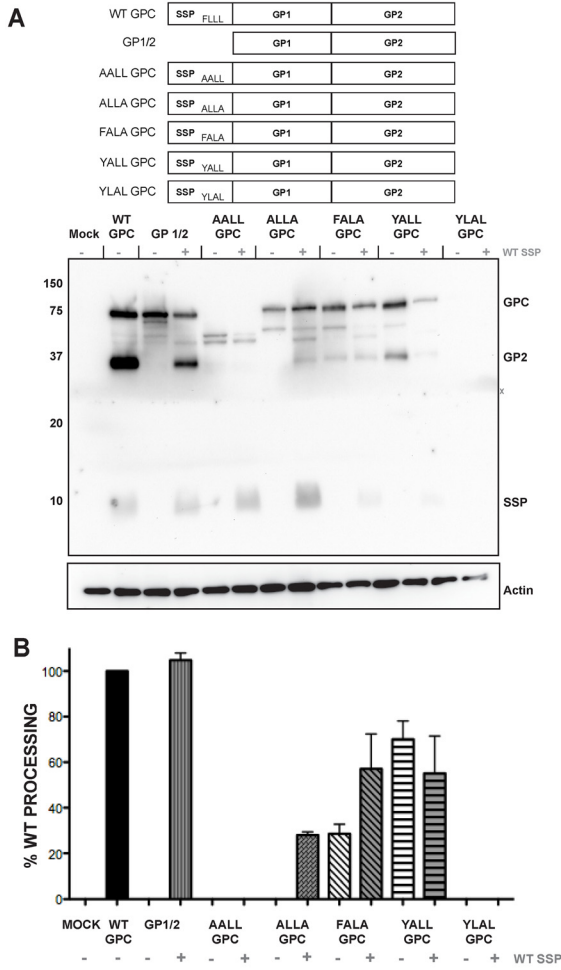 A
WT GPC SSP FLLL GP1 GP2
GP1/2 GP1 GP2
AALL GPC SSP AALL GP1 GP2
ALLA GPC SSP ALLA GP1 GP2
FALA GPC SSP FALA GP1 GP2
YALL GPC SSP YALL GP1 GP2
YLAL GPC SSP YLAL GP1 GP2
WT AALL ALLA FALA YALL YLAL
Mock GPC GP 1/2 GPC GPC GPC GPC GPC
- - - + - + - + - + - + - + WT SSP
150
GPC
75
37 GP2
x
20
10 SSP
Actin
B
% WT PROCESSING
100
80
60
40
20
0
MOCK WT GP1/2 AALL ALLA FALA YALL YLAL
GPC GPC GPC GPC GPC GPC
- - - + - + - + - + - + - + WT SSP